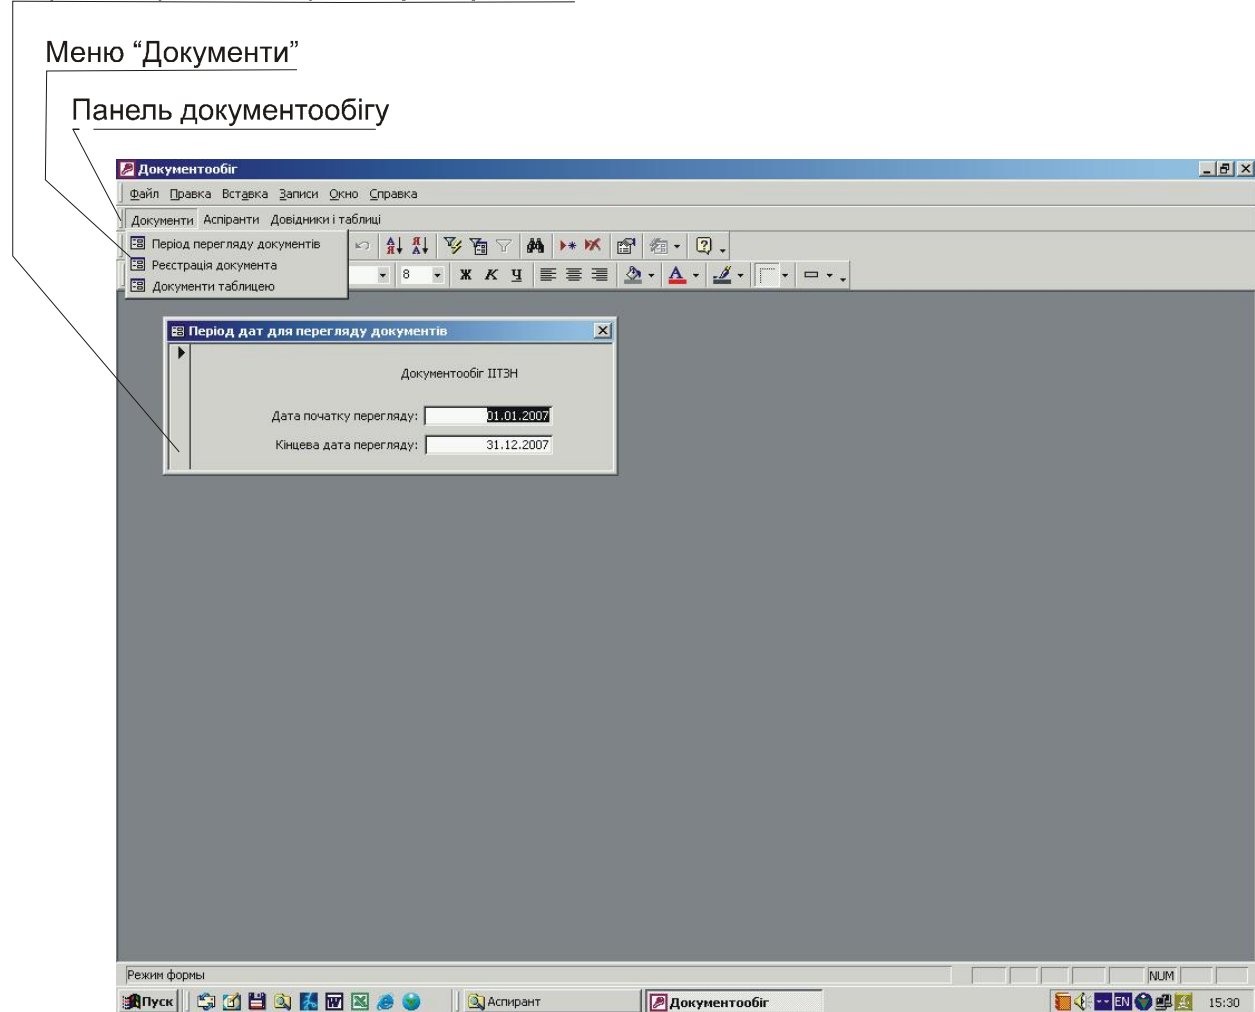 Меню “Документи”
Панель документообігу
Документообіг
Файл Правка Вставка Записи Окно Справка
Документи Аспіранти Довідники і таблиці
Період перегляду документів
Реєстрація документа
8 Ж К Ч
Документи таблицею
Період дат для перегляду документів
Документообіг ІІТЗН
Дата початку перегляду: 01.01.2007
Кінцева дата перегляду: 31.12.2007
Режим формы NUM
Пуск Аспирант Документообіг EN 15:30